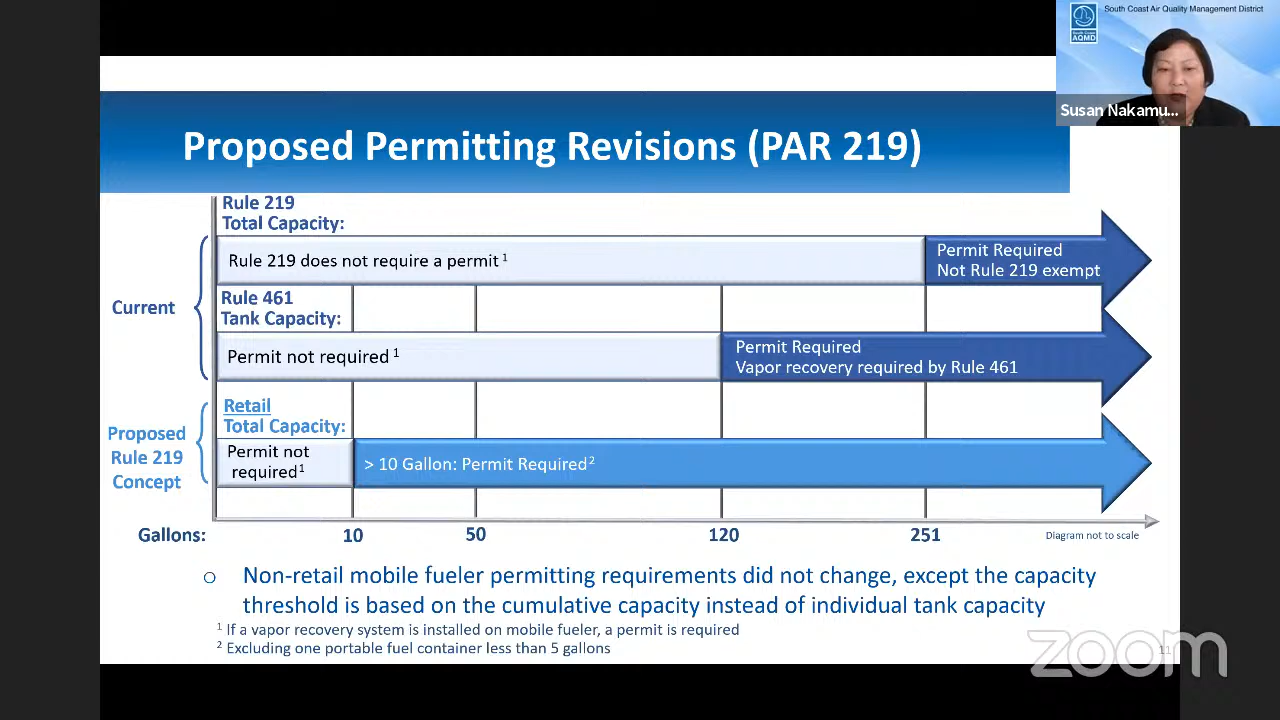 South Coast Air Quality Management District
South Coast
AQMD
Susan Nakamu...
Proposed Permitting Revisions (PAR 219)
Rule 219
Total Capacity:
Rule 219 does not require a permit 1
Permit Required
Not Rule 219 exempt
Current
Rule 461
Tank Capacity:
Permit not required 1
Permit Required
Vapor recovery required by Rule 461
Proposed
Rule 219
Concept
Retail
Total Capacity:
Permit not
required1
> 10 Gallon: Permit Required2
Gallons:
10
50
120
251
Diagram not to scale
o Non-retail mobile fueler permitting requirements did not change, except the capacity
threshold is based on the cumulative capacity instead of individual tank capacity
1 If a vapor recovery system is installed on mobile fueler, a permit is required
2 Excluding one portable fuel container less than 5 gallons
11
zoom